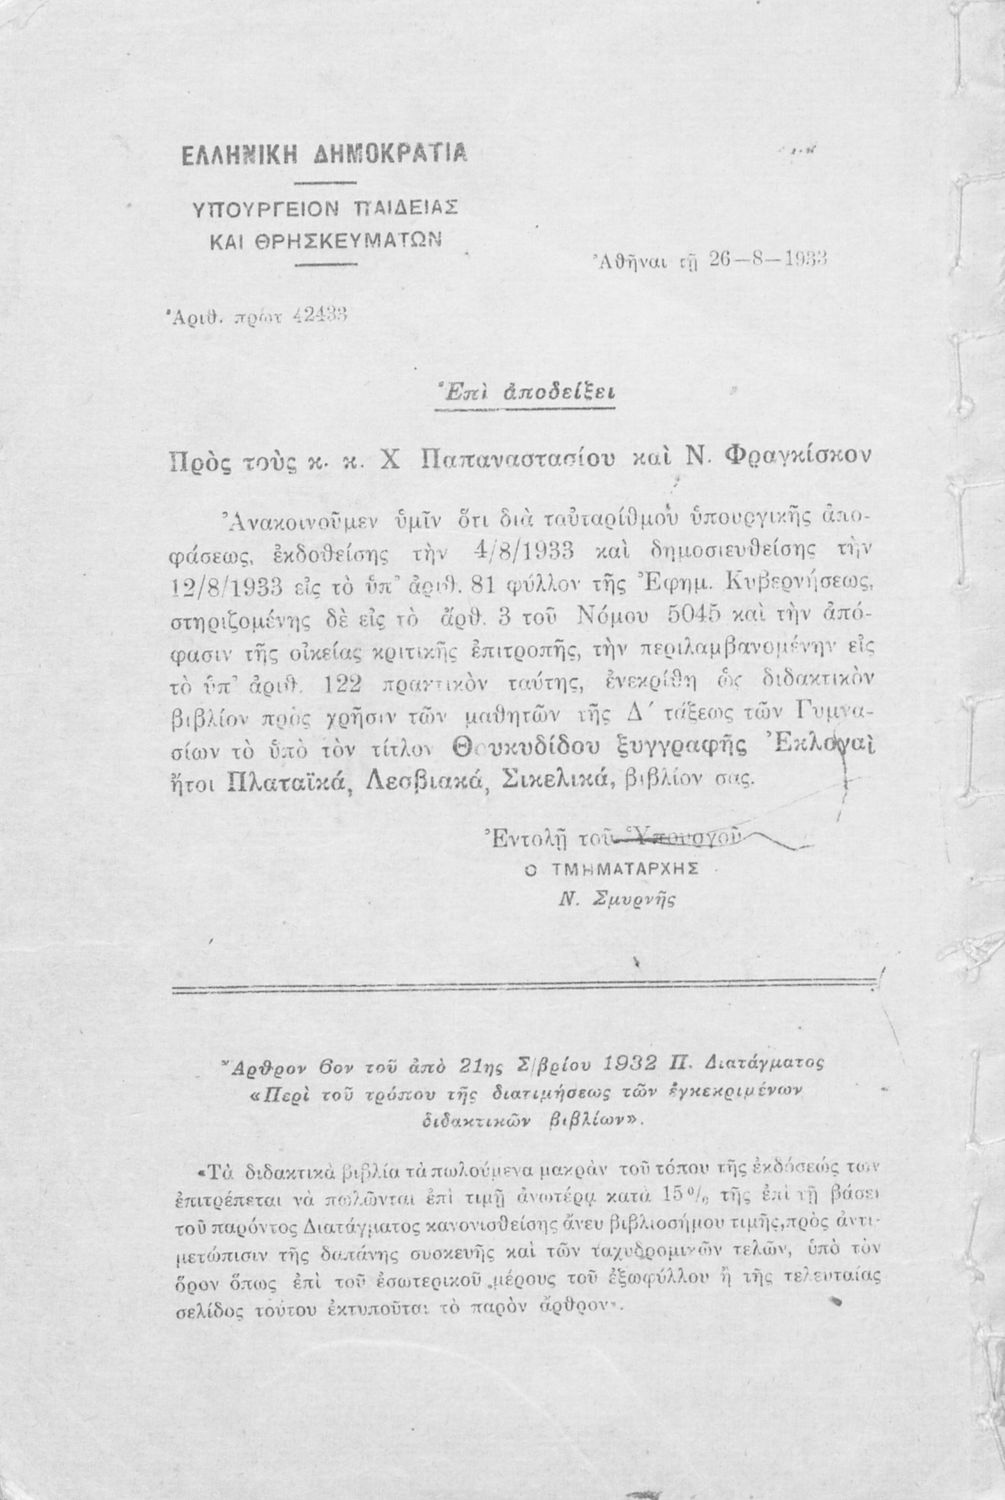 ΕΛΛΗΝΙΚΗ ΔΗΜΟΚΡΑΤΙΑ
ΥΠΟΥΡΓΕΙΟΝ ΠΑΙΔΕΙΑΣ
ΚΑΙ ΘΡΗΣΚΕΥΜΑΤΩΝ
Ἀθῆναι τῇ 26—8—1933
Ἀριθ. πρωτ 42433
Ἐπὶ ἀποδείξει
Πρὸς τοὺς κ. κ. Χ Παπαναστασίου καὶ Ν. Φραγκίσκον
Ἀνακοινοῦμεν ὑμῖν ὅτι διὰ ταὐταρίθμου ὑπουργικῆς ἀπο-
φάσεως, ἐκδοθείσης τὴν 4/8/1933 καὶ δημοσιευθείσης τὴν
12/8/1933 εἰς τὸ ὑπ' ἀριθ. 81 φύλλον τῆς Ἐφημ. Κυβερνήσεως,
στηριζομένης δὲ εἰς τὸ ἄρθ. 3 τοῦ Νόμου 5045 καὶ τὴν ἀπό-
φασιν τῆς οἰκείας κριτικῆς ἐπιτροπῆς, τὴν περιλαμβανομένην εἰς
τὸ ὑπ' ἀριθ. 122 πρακτικὸν ταύτης, ἐνεκρίθη ὡς διδακτικὸν
βιβλίον πρὸς χρῆσιν τῶν μαθητῶν τῆς Δ΄ τάξεως τῶν Γυμνα-
σίων τὸ ὑπὸ τὸν τίτλον Θουκυδίδου ξυγγραφῆς Ἐκλογαὶ
ἤτοι Πλαταϊκά, Λεσβιακά, Σικελικά, βιβλίον σας.
Ἐντολῇ τοῦ Ὑπουργοῦ
Ο ΤΜΗΜΑΤΑΡΧΗΣ
Ν. Σμυρνῆς
Ἄρθρον 6ον τοῦ ἀπὸ 21ης Σ/βρίου 1932 Π. Διατάγματος
«Περὶ τοῦ τρόπου τῆς διατιμήσεως τῶν ἐγκεκριμένων
διδακτικῶν βιβλίων».
«Τὰ διδακτικὰ βιβλία τὰ πωλούμενα μακρὰν τοῦ τόπου τῆς ἐκδόσεώς των
ἐπιτρέπεται νὰ πωλῶνται ἐπὶ τιμῇ ἀνωτέρᾳ κατὰ 15% τῆς ἐπὶ τῇ βάσει
τοῦ παρόντος Διατάγματος κανονισθείσης ἄνευ βιβλιοσήμου τιμῆς, πρὸς ἀντι-
μετώπισιν τῆς δαπάνης συσκευῆς καὶ τῶν ταχυδρομικῶν τελῶν, ὑπὸ τὸν
ὅρον ὅπως ἐπὶ τοῦ ἐσωτερικοῦ μέρους τοῦ ἐξωφύλλου ἢ τῆς τελευταίας
σελίδος τούτου ἐκτυποῦται τὸ παρὸν ἄρθρον».